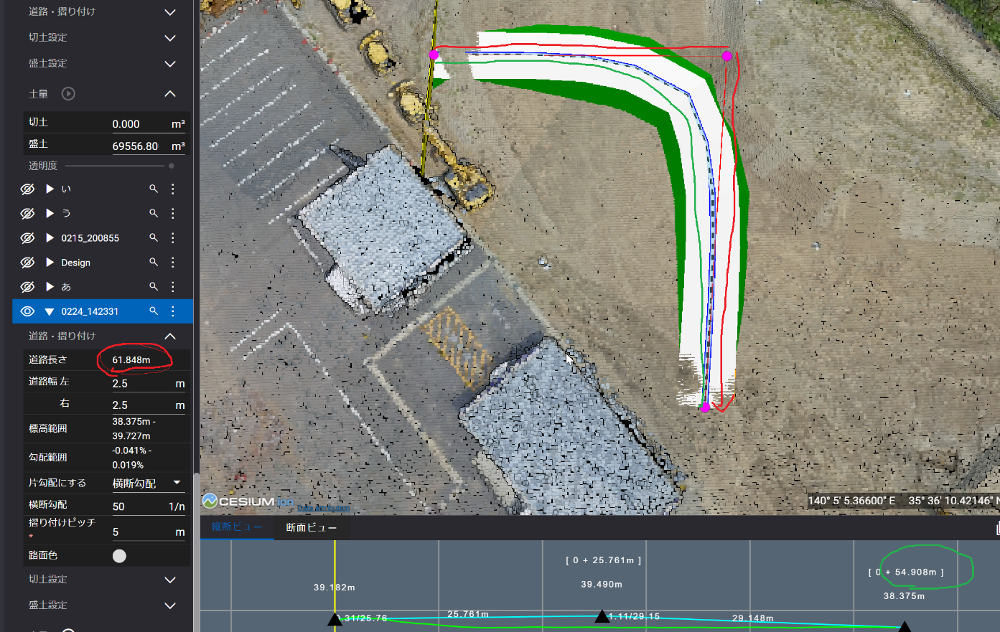 道路・摺り付け
切土設定
盛土設定
土量
切土 0.000 m³
盛土 69556.80 m³
透明度
い
う
0215_200855
Design
あ
0224_142331
道路・摺り付け
道路長さ 61.848m
道路幅 左 2.5 m
右 2.5 m
標高範囲 38.375m -
39.727m
勾配範囲 -0.041% -
0.019%
片勾配にする 横断勾配
横断勾配 50 1/n
摺り付けピッチ
* 5 m
路面色
切土設定
盛土設定
CESIUM ion
Data attribution
140° 5' 5.36600" E 35° 36' 10.42146" N
縦断ビュー 断面ビュー
[ 0 + 25.761m ]
[ 0 + 54.908m ]
39.182m
39.490m
38.375m
0.31/25.76
25.761m
1.11/29.15
29.148m